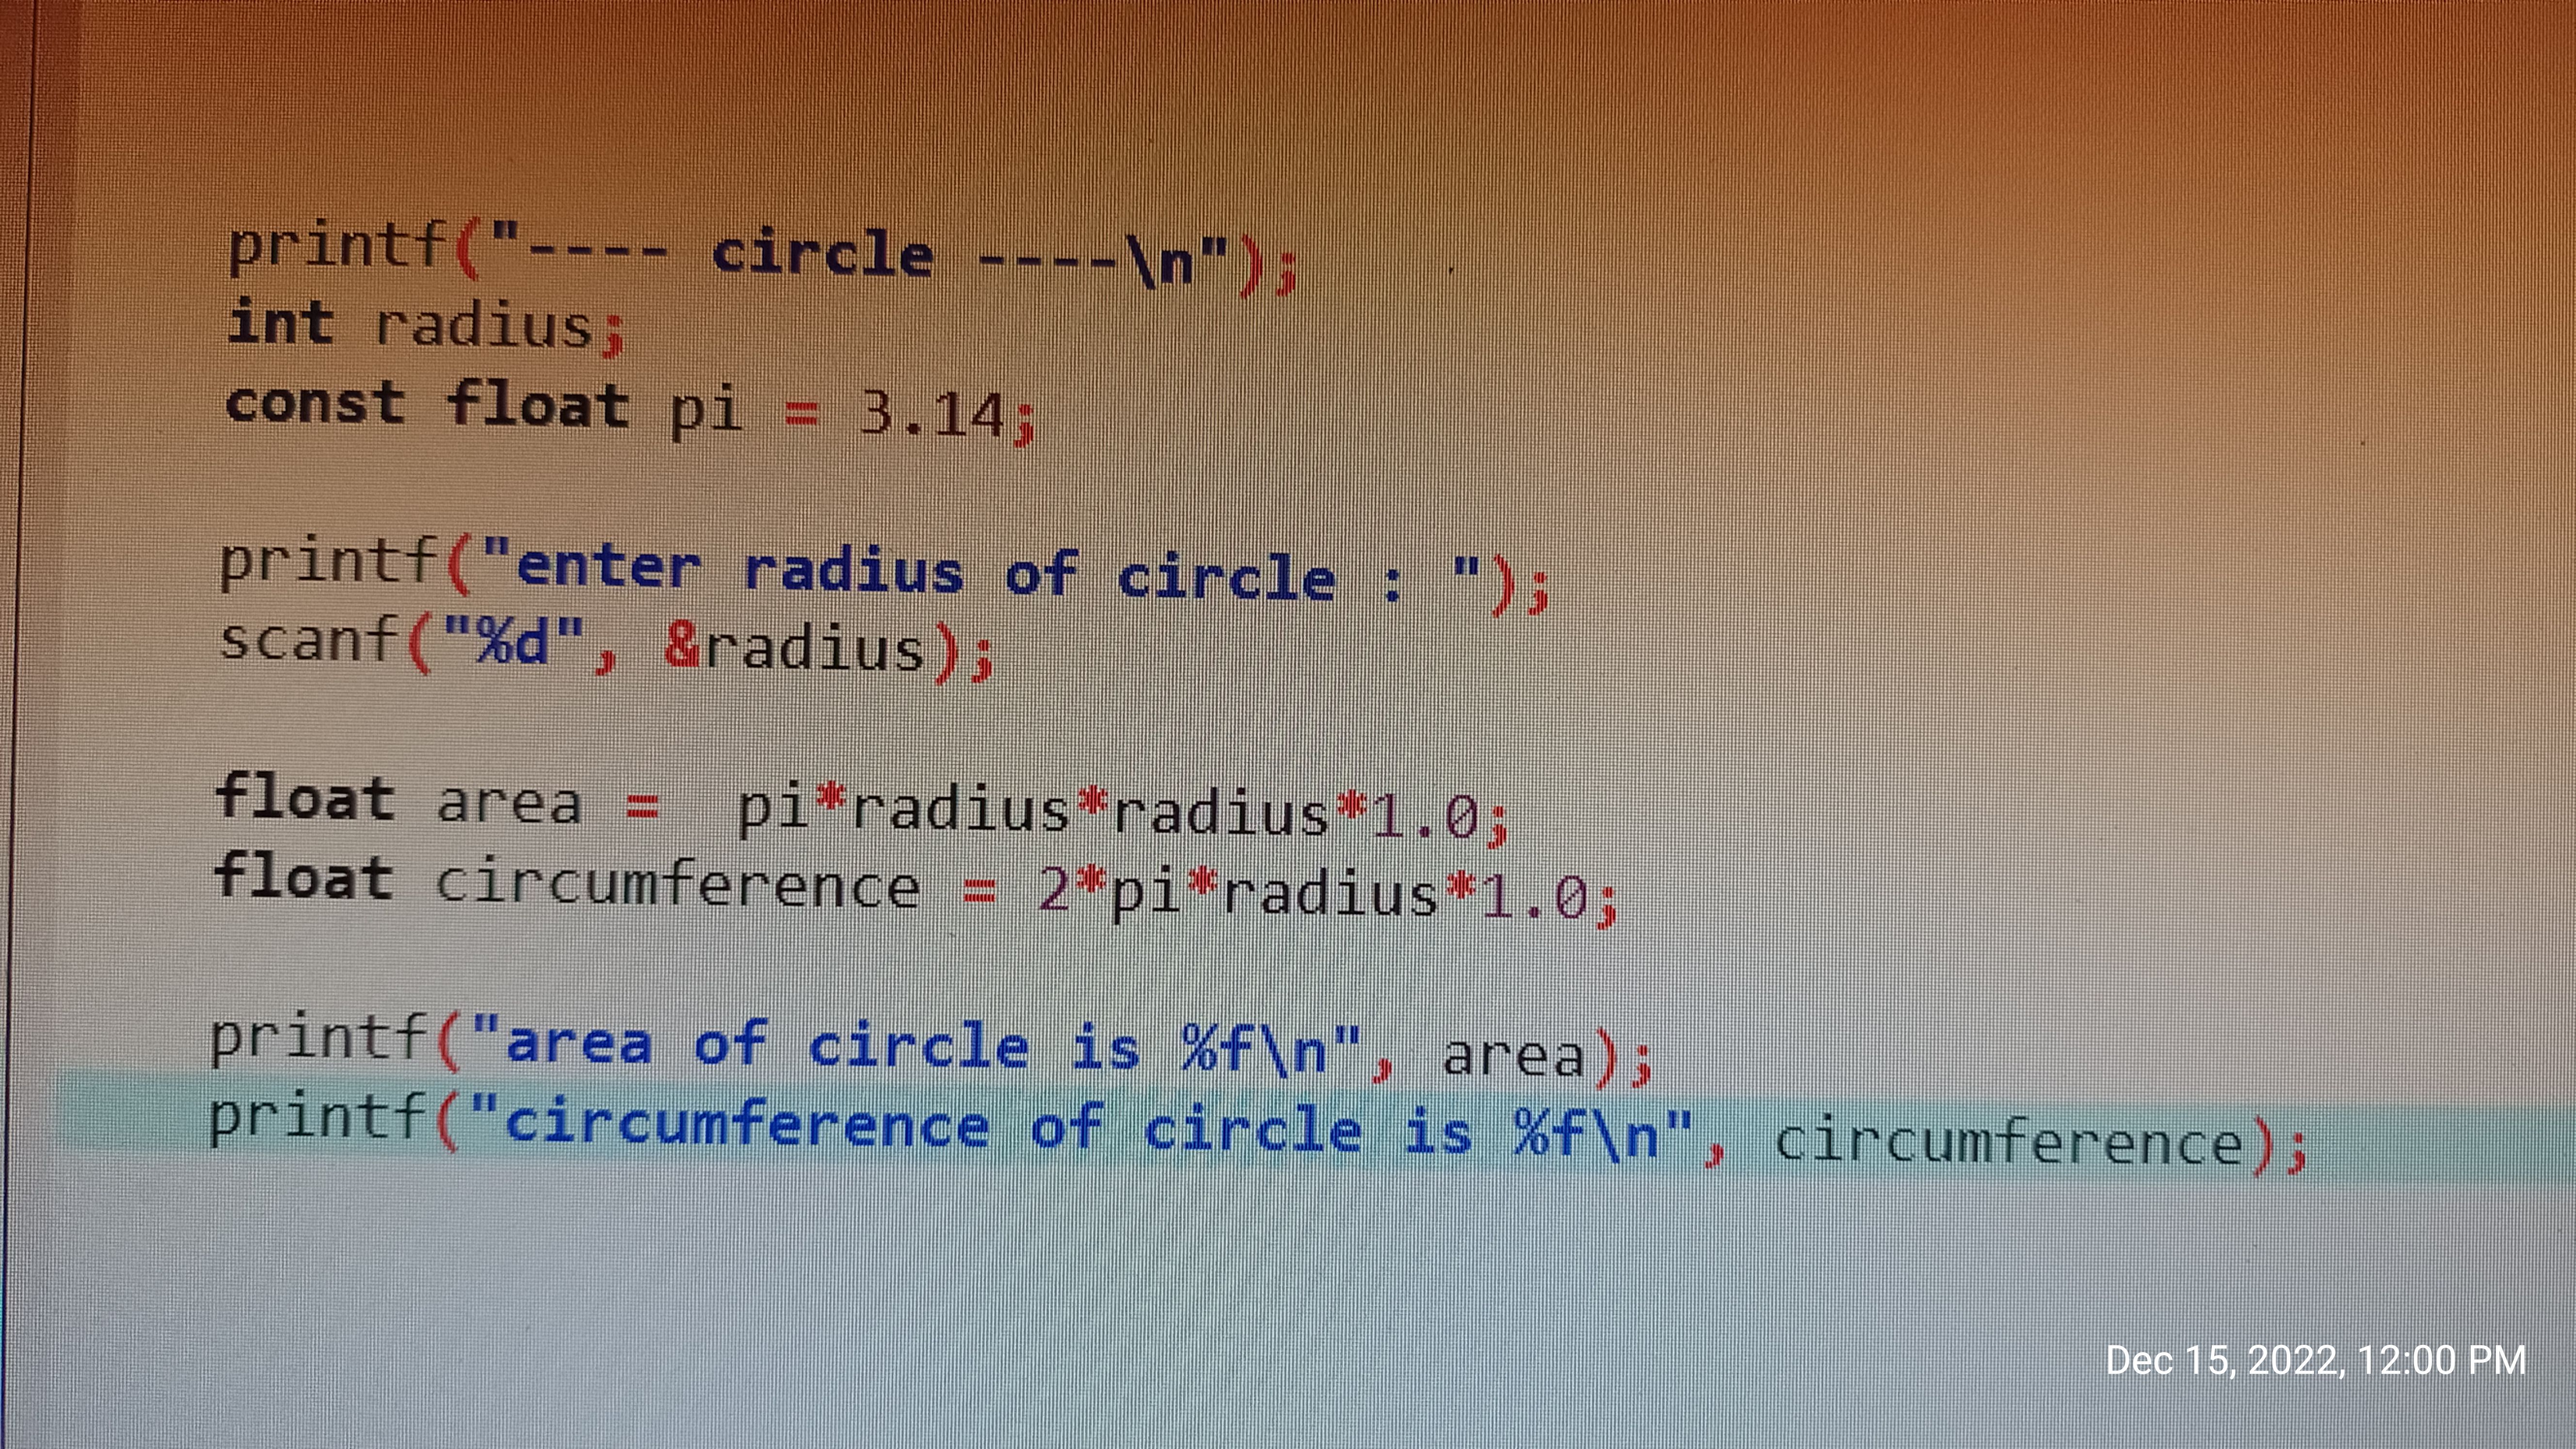 printf("---- circle ----\n");
int radius;
const float pi = 3.14;
printf("enter radius of circle : ");
scanf("%d", &radius);
float area =  pi*radius*radius*1.0;
float circumference = 2*pi*radius*1.0;
printf("area of circle is %f\n", area);
printf("circumference of circle is %f\n", circumference);
Dec 15, 2022, 12:00 PM